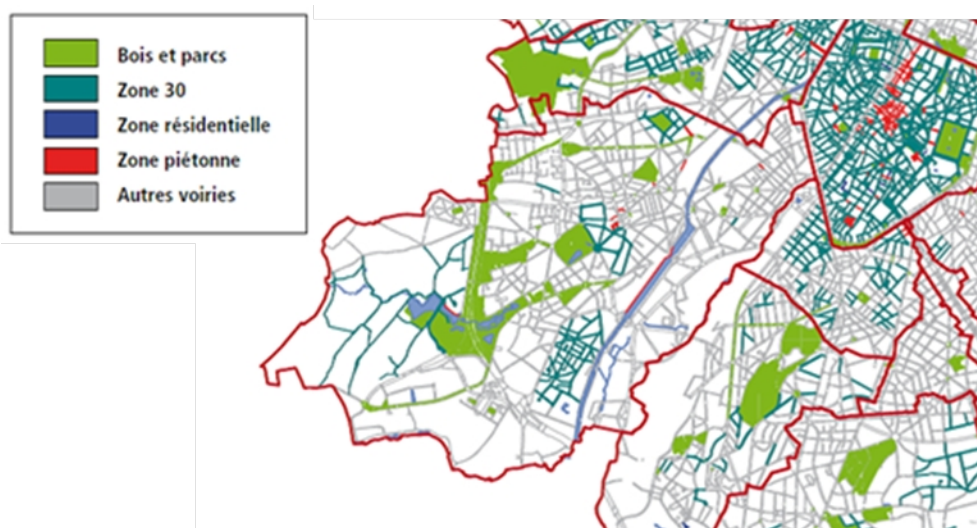 Bois et parcs
Zone 30
Zone résidentielle
Zone piétonne
Autres voiries